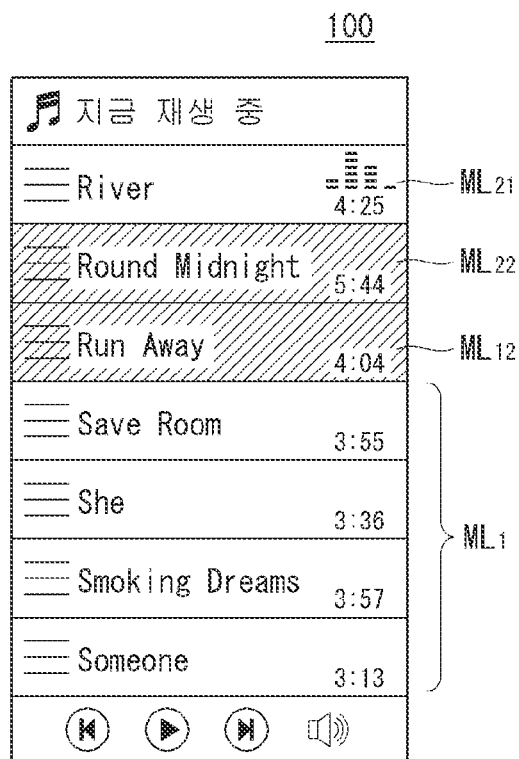 100
지금 재생 중
River
4:25
ML21
Round Midnight
5:44
ML22
Run Away
4:04
ML12
Save Room
3:55
She
3:36
ML1
Smoking Dreams
3:57
Someone
3:13